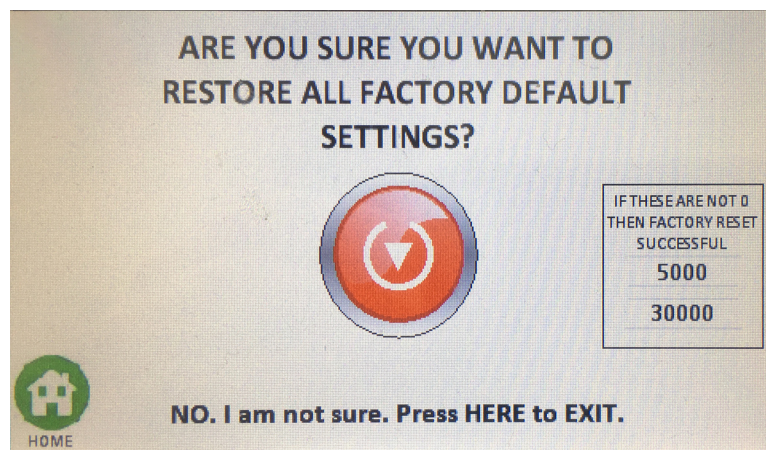 ARE YOU SURE YOU WANT TO
RESTORE ALL FACTORY DEFAULT
SETTINGS?
IF THESE ARE NOT 0
THEN FACTORY RESET
SUCCESSFUL
5000
30000
NO. I am not sure. Press HERE to EXIT.
HOME